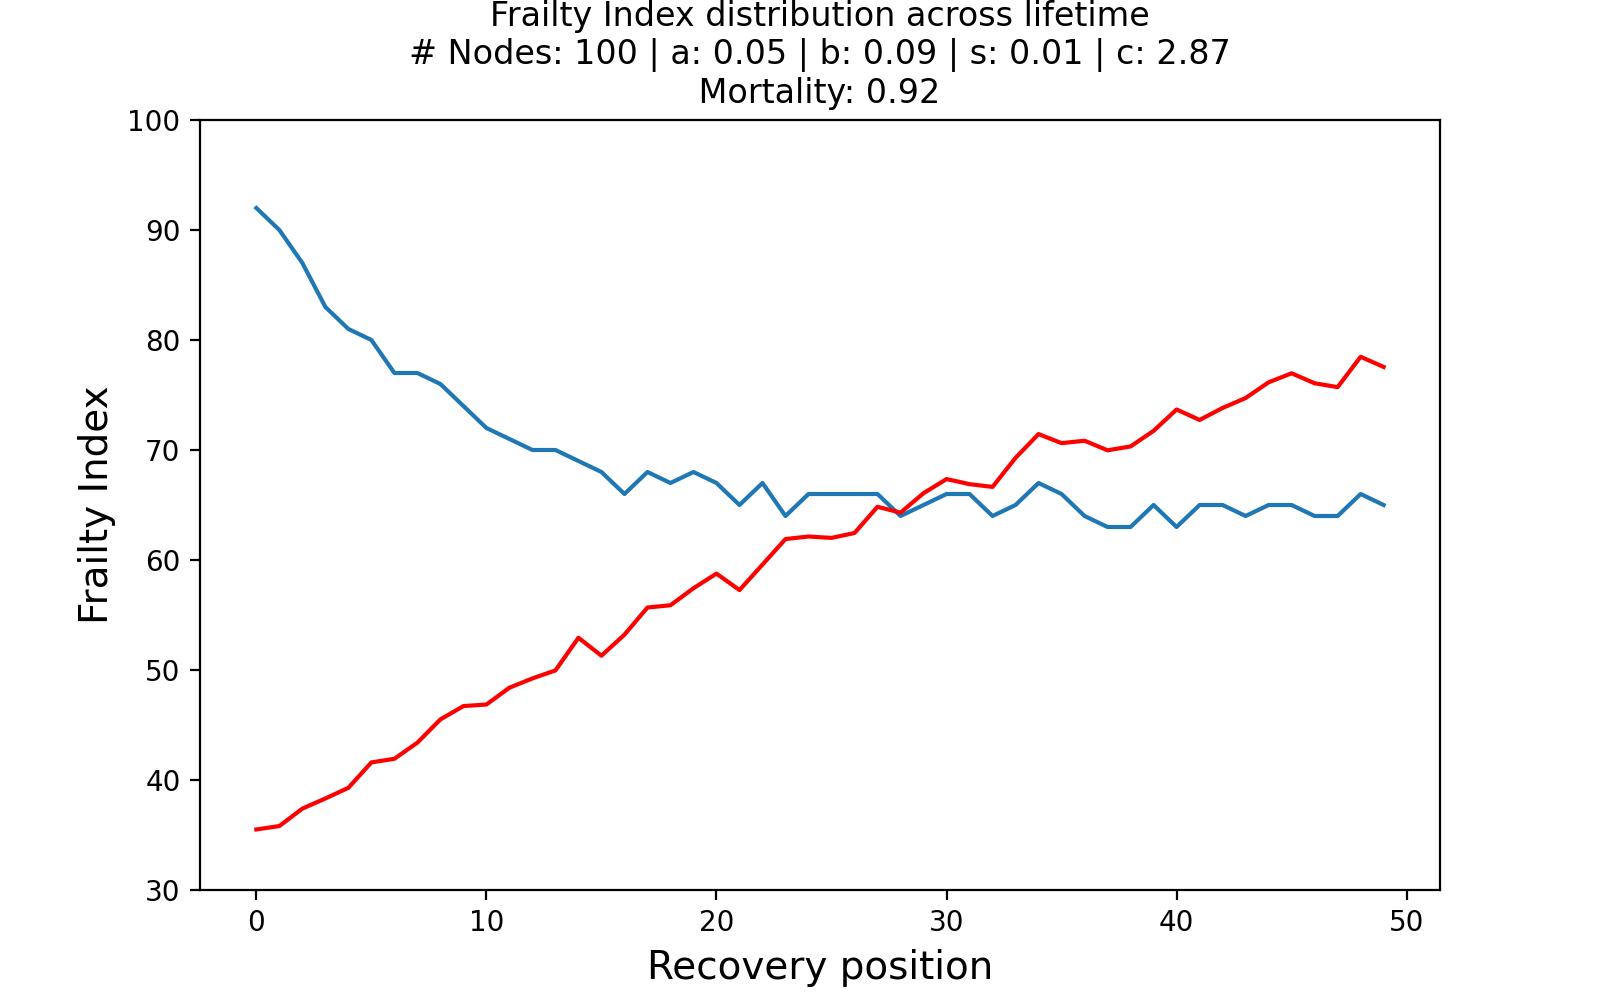 Frailty Index distribution across lifetime
# Nodes: 100 | a: 0.05 | b: 0.09 | s: 0.01 | c: 2.87
Mortality: 0.92
100
90
80
70
60
50
40
30
Frailty Index
0 10 20 30 40 50
Recovery position